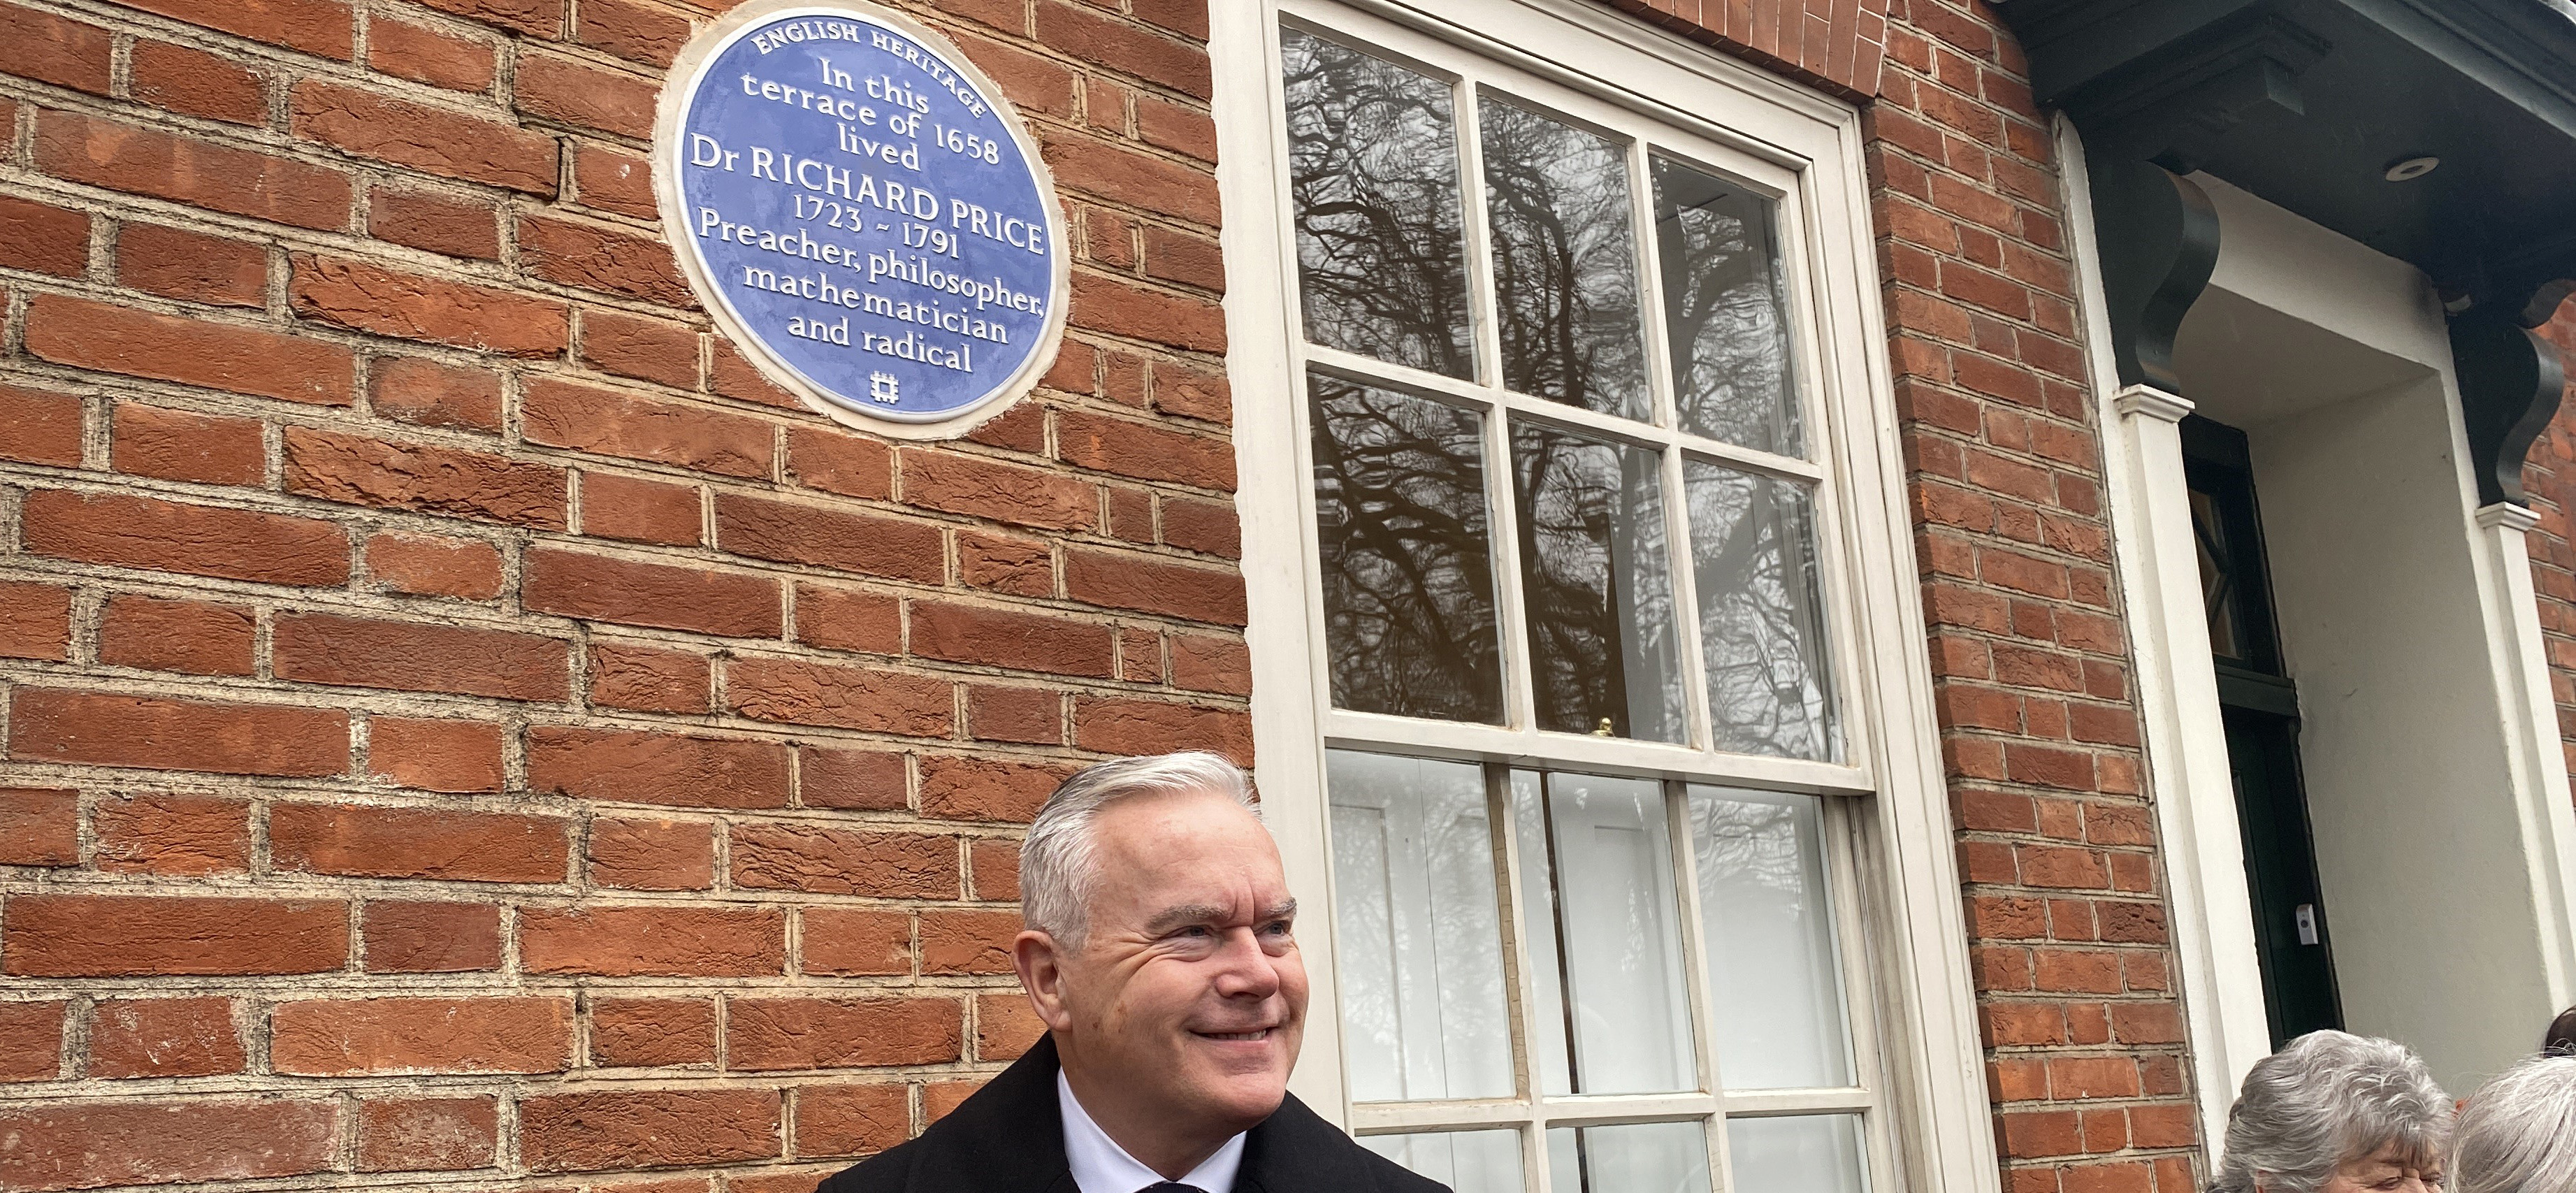 ENGLISH HERITAGE
In this
terrace of 1658
lived
Dr RICHARD PRICE
1723 ~ 1791
Preacher, philosopher,
mathematician
and radical